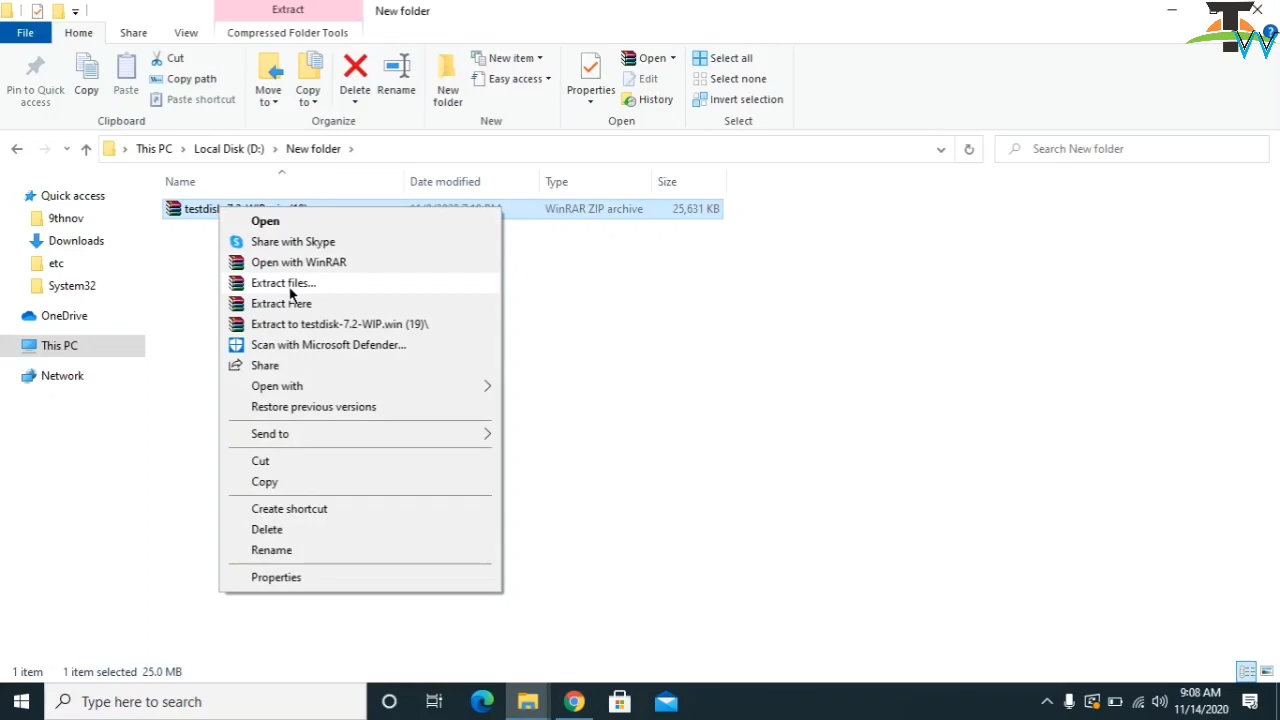 Extract
New folder
File
Home
Share
View
Compressed Folder Tools
Pin to Quick access
Copy
Paste
Cut
Copy path
Paste shortcut
Clipboard
Move to
Copy to
Delete
Rename
Organize
New folder
New item
Easy access
New
Properties
Open
Edit
History
Open
Select all
Select none
Invert selection
Select
This PC
Local Disk (D:)
New folder
Search New folder
Name
Date modified
Type
Size
WinRAR ZIP archive
25,631 KB
Quick access
9thnov
Downloads
etc
System32
OneDrive
This PC
Network
Open
Share with Skype
Open with WinRAR
Extract files...
Extract Here
Extract to testdisk-7.2-WIP.win (19)\
Scan with Microsoft Defender...
Share
Open with
Restore previous versions
Send to
Cut
Copy
Create shortcut
Delete
Rename
Properties
1 item
1 item selected 25.0 MB
Type here to search
9:08 AM
11/14/2020